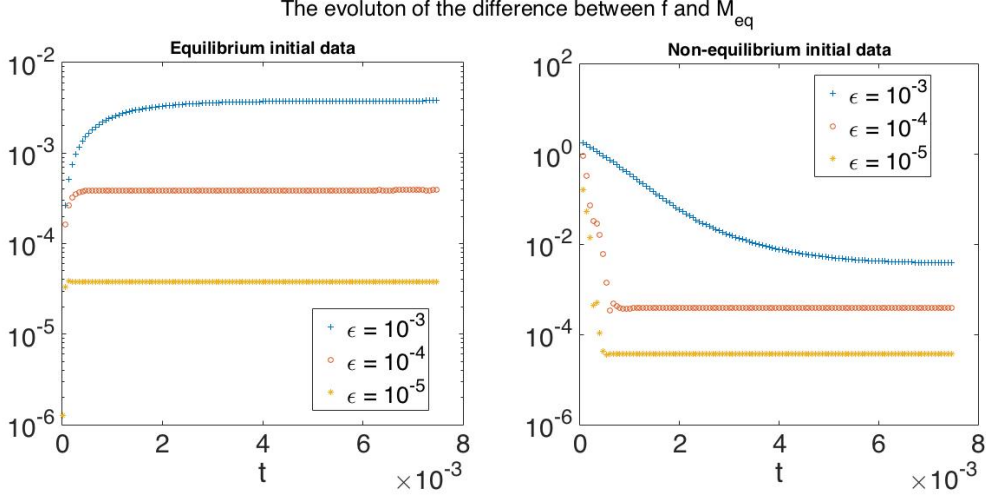 The evoluton of the difference between f and M_eq
Equilibrium initial data
10^-2
10^-3
10^-4
10^-5
10^-6
0 2 4 6 8
t
×10^-3
ϵ = 10^-3
ϵ = 10^-4
ϵ = 10^-5
Non-equilibrium initial data
10^2
10^0
10^-2
10^-4
10^-6
0 2 4 6 8
t
×10^-3
ϵ = 10^-3
ϵ = 10^-4
ϵ = 10^-5